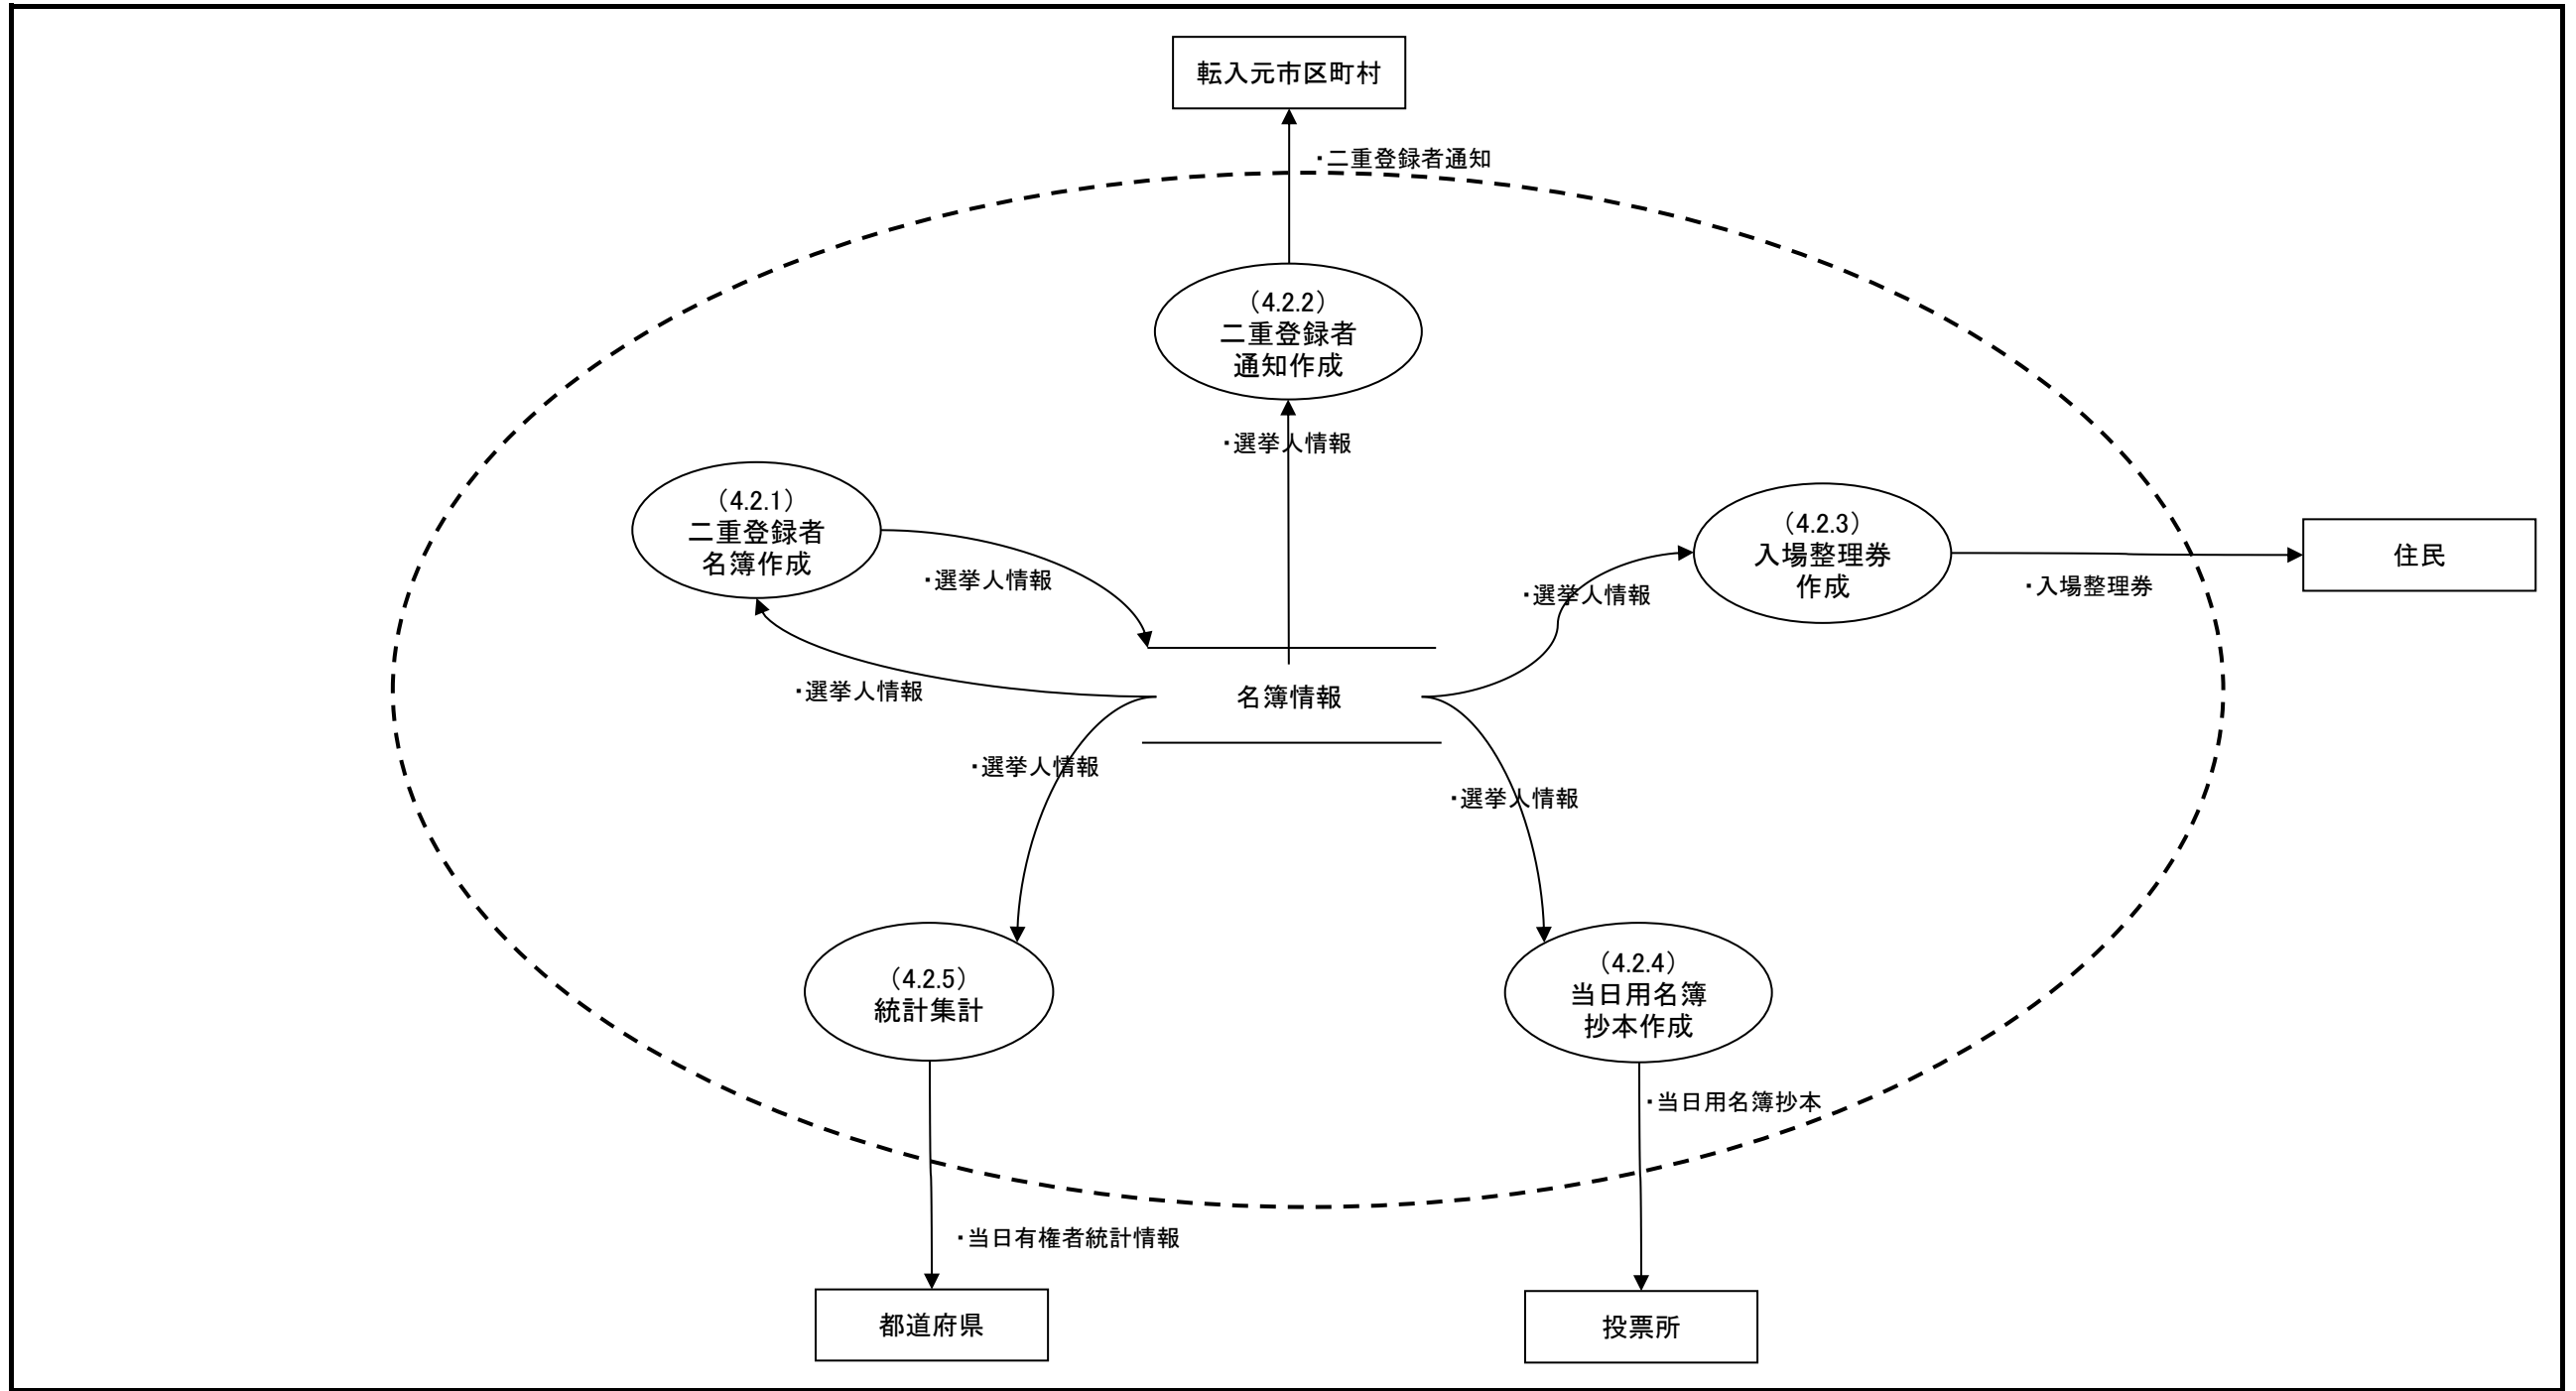 転入元市区町村
・二重登録者通知
（4.2.2）
二重登録者
通知作成
・選挙人情報
（4.2.1）
二重登録者
名簿作成
・選挙人情報
・選挙人情報
（4.2.3）
入場整理券
作成
・選挙人情報
・入場整理券
住民
名簿情報
・選挙人情報
・選挙人情報
（4.2.5）
統計集計
（4.2.4）
当日用名簿
抄本作成
・当日用名簿抄本
・当日有権者統計情報
都道府県
投票所